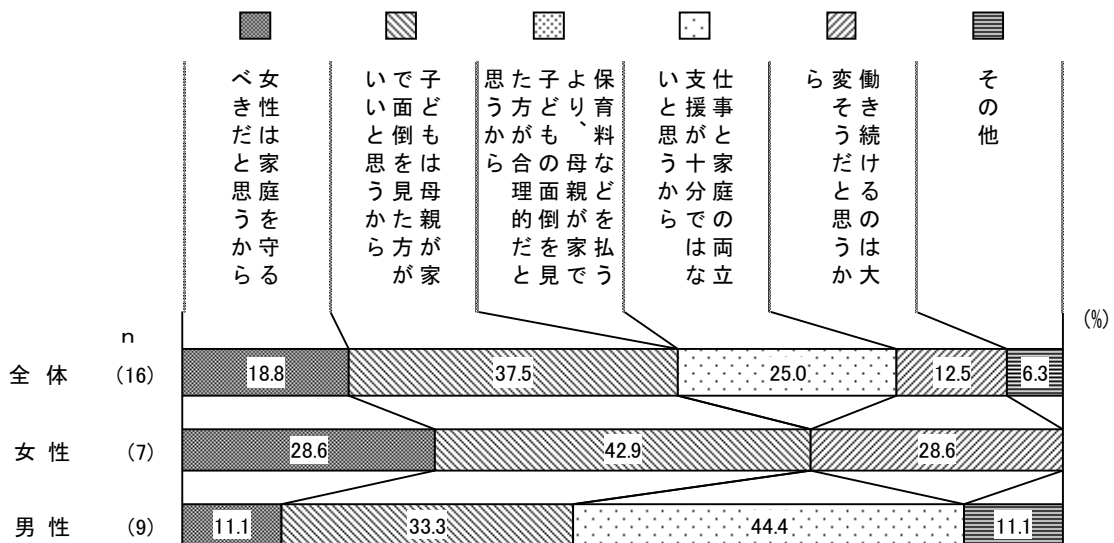 女性は家庭を守る
べきだと思うから
子どもは母親が家
で面倒を見た方が
いいと思うから
保育料などを払う
より、母親が家で
子どもの面倒を見
た方が合理的だと
思うから
仕事と家庭の両立
支援が十分ではな
いと思うから
働き続けるのは大
変そうだと思うか
ら
その他
(%)
n
全 体 (16) 18.8 37.5 25.0 12.5 6.3
女 性 (7) 28.6 42.9 28.6
男 性 (9) 11.1 33.3 44.4 11.1